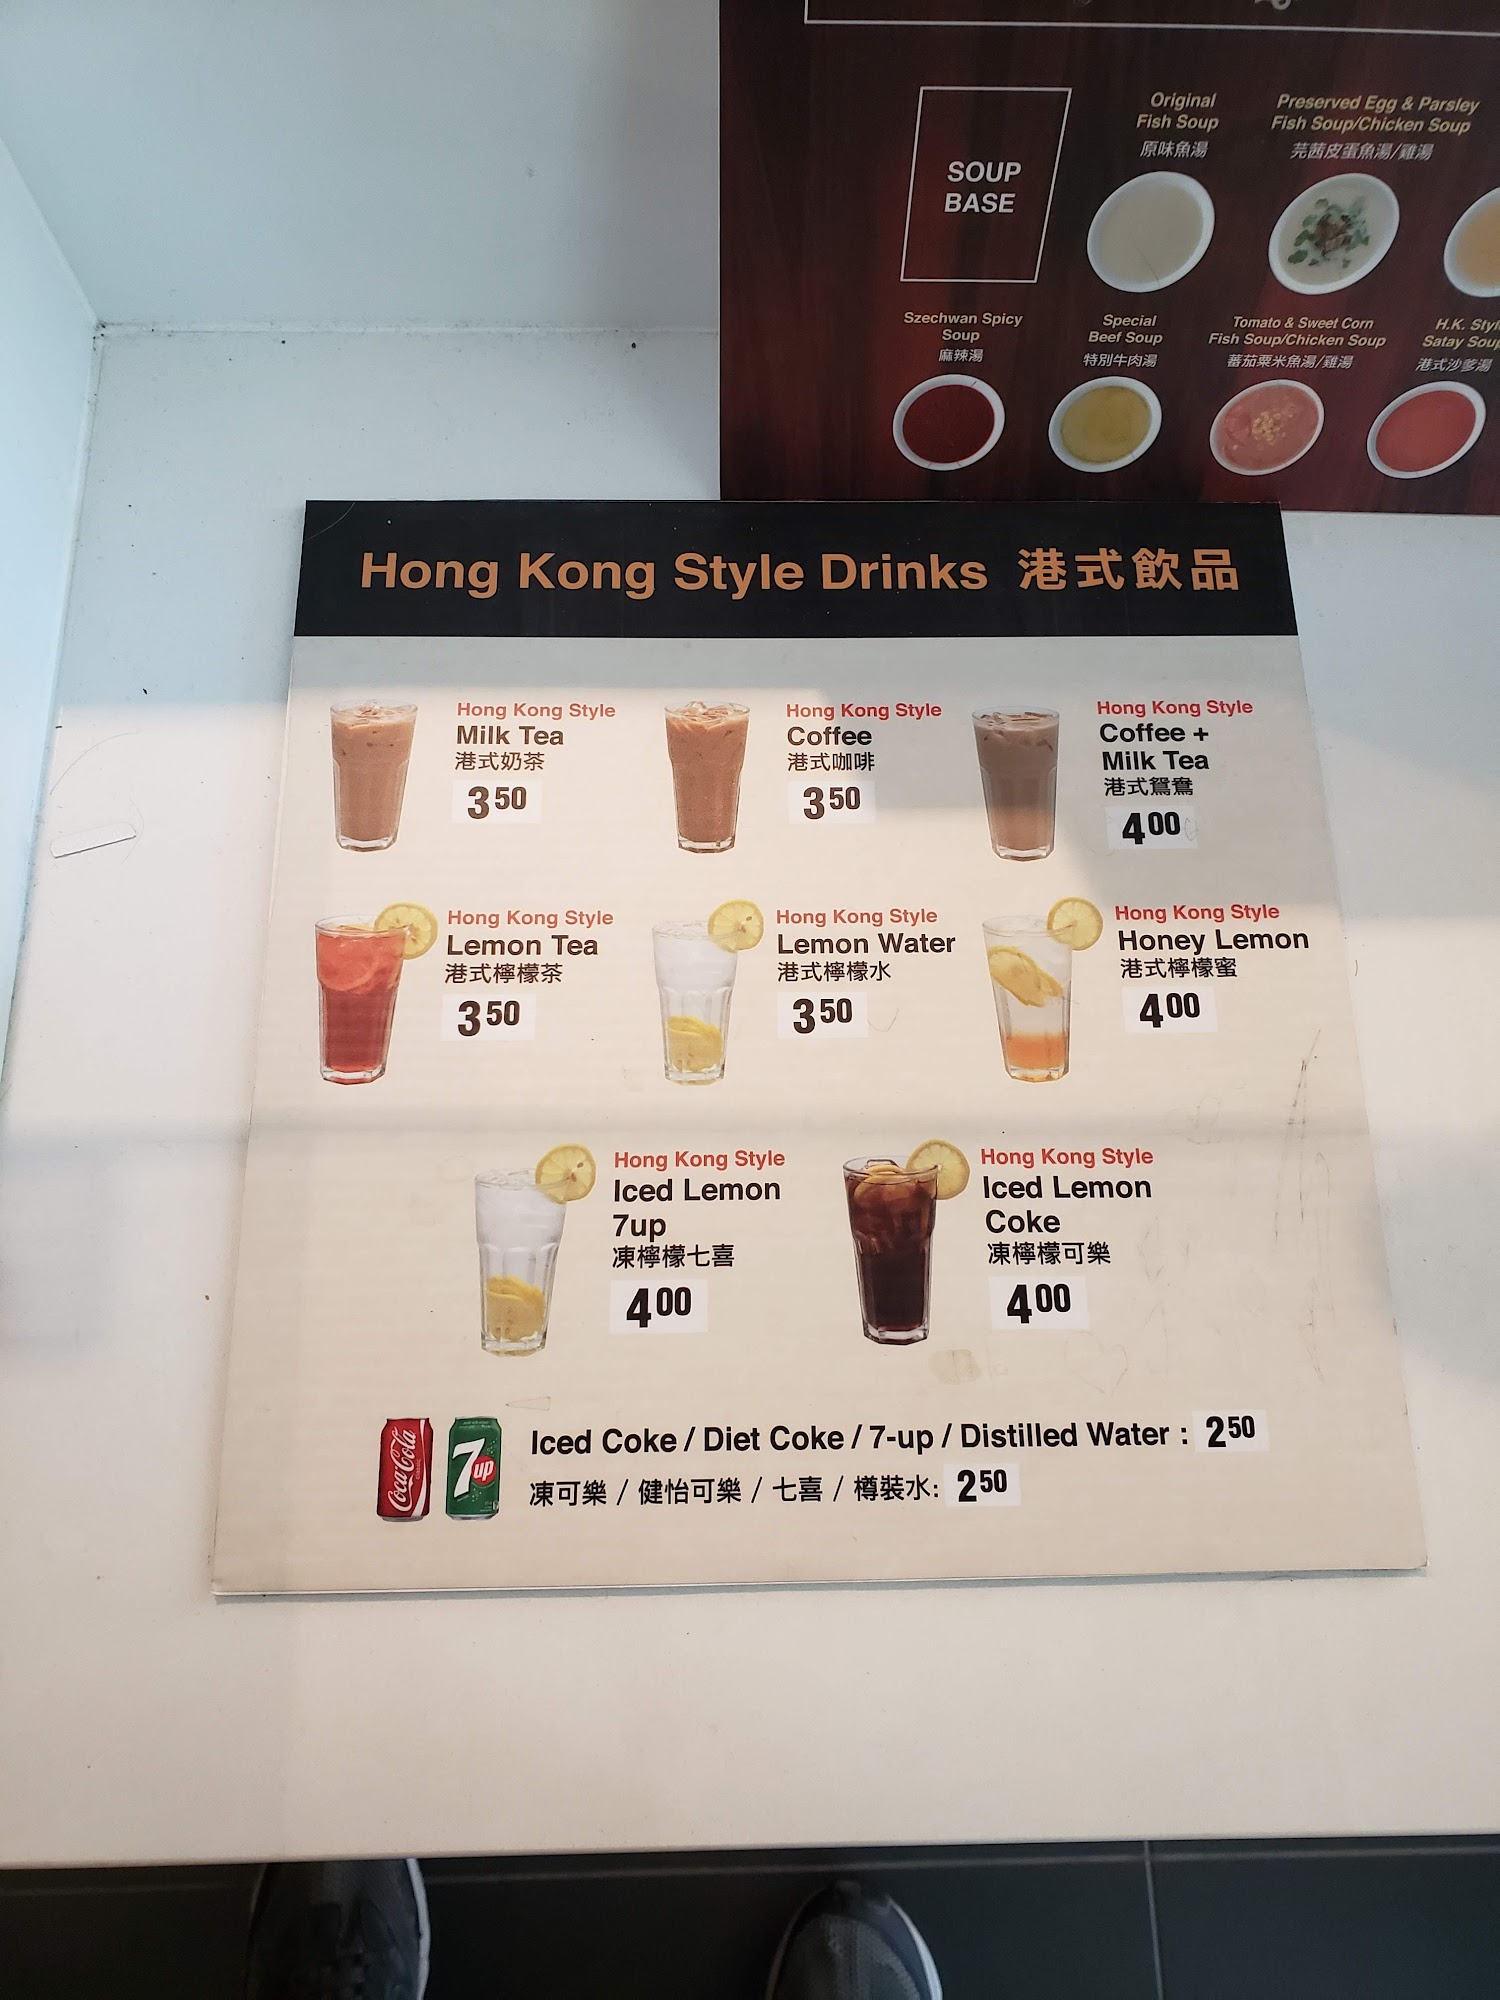 SOUP
BASE
Original
Fish Soup
原味魚湯
Preserved Egg & Parsley
Fish Soup/Chicken Soup
芫茜皮蛋魚湯/雞湯
Szechwan Spicy
Soup
麻辣湯
Special
Beef Soup
特別牛肉湯
Tomato & Sweet Corn
Fish Soup/Chicken Soup
蕃茄粟米魚湯/雞湯
H.K. Style
Satay Soup
港式沙爹湯
Hong Kong Style Drinks 港式飲品
Hong Kong Style
Milk Tea
港式奶茶
3 50
Hong Kong Style
Coffee
港式咖啡
3 50
Hong Kong Style
Coffee +
Milk Tea
港式鴛鴦
4 00
Hong Kong Style
Lemon Tea
港式檸檬茶
3 50
Hong Kong Style
Lemon Water
港式檸檬水
3 50
Hong Kong Style
Honey Lemon
港式檸檬蜜
4 00
Hong Kong Style
Iced Lemon
7up
凍檸檬七喜
4 00
Hong Kong Style
Iced Lemon
Coke
凍檸檬可樂
4 00
Coca-Cola
7up
Iced Coke / Diet Coke / 7-up / Distilled Water : 2 50
凍可樂 / 健怡可樂 / 七喜 / 樽裝水: 2 50